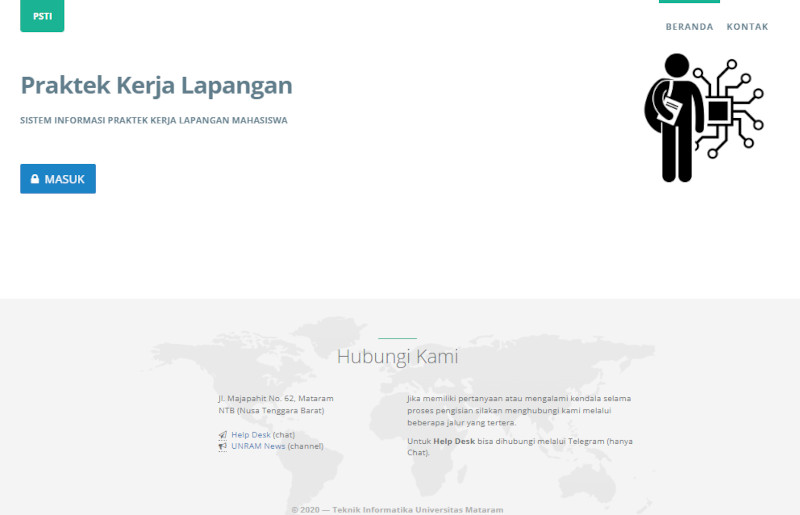 PSTI
BERANDA KONTAK
Praktek Kerja Lapangan
SISTEM INFORMASI PRAKTEK KERJA LAPANGAN MAHASISWA
MASUK
Hubungi Kami
Jl. Majapahit No. 62, Mataram
NTB (Nusa Tenggara Barat)
Help Desk (chat)
UNRAM News (channel)
Jika memiliki pertanyaan atau mengalami kendala selama
proses pengisian silakan menghubungi kami melalui
beberapa jalur yang tertera.
Untuk Help Desk bisa dihubungi melalui Telegram (hanya
Chat).
© 2020 — Teknik Informatika Universitas Mataram